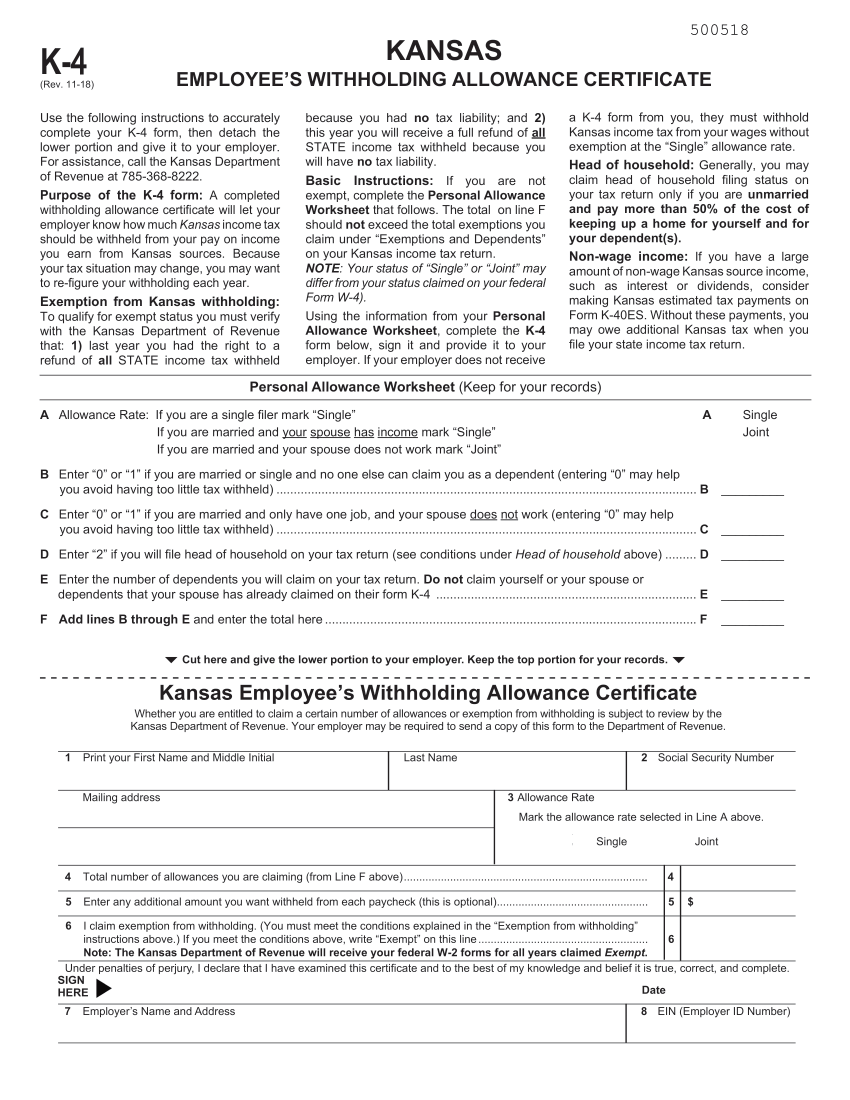 500518
K-4
(Rev. 11-18)
KANSAS
EMPLOYEE’S WITHHOLDING ALLOWANCE CERTIFICATE
Use the following instructions to accurately
complete your K-4 form, then detach the
lower portion and give it to your employer.
For assistance, call the Kansas Department
of Revenue at 785-368-8222.
Purpose of the K-4 form: A completed
withholding allowance certificate will let your
employer know how much Kansas income tax
should be withheld from your pay on income
you earn from Kansas sources. Because
your tax situation may change, you may want
to re-figure your withholding each year.
Exemption from Kansas withholding:
To qualify for exempt status you must verify
with the Kansas Department of Revenue
that: 1) last year you had the right to a
refund of all STATE income tax withheld
because you had no tax liability; and 2)
this year you will receive a full refund of all
STATE income tax withheld because you
will have no tax liability.
Basic Instructions: If you are not
exempt, complete the Personal Allowance
Worksheet that follows. The total on line F
should not exceed the total exemptions you
claim under “Exemptions and Dependents”
on your Kansas income tax return.
NOTE: Your status of “Single” or “Joint” may
differ from your status claimed on your federal
Form W-4).
Using the information from your Personal
Allowance Worksheet, complete the K-4
form below, sign it and provide it to your
employer. If your employer does not receive
a K-4 form from you, they must withhold
Kansas income tax from your wages without
exemption at the “Single” allowance rate.
Head of household: Generally, you may
claim head of household filing status on
your tax return only if you are unmarried
and pay more than 50% of the cost of
keeping up a home for yourself and for
your dependent(s).
Non-wage income: If you have a large
amount of non-wage Kansas source income,
such as interest or dividends, consider
making Kansas estimated tax payments on
Form K-40ES. Without these payments, you
may owe additional Kansas tax when you
file your state income tax return.
Personal Allowance Worksheet (Keep for your records)
A Allowance Rate: If you are a single filer mark “Single” A Single
If you are married and your spouse has income mark “Single” Joint
If you are married and your spouse does not work mark “Joint”
B Enter “0” or “1” if you are married or single and no one else can claim you as a dependent (entering “0” may help
you avoid having too little tax withheld) ........ B
C Enter “0” or “1” if you are married and only have one job, and your spouse does not work (entering “0” may help
you avoid having too little tax withheld) ........ C
D Enter “2” if you will file head of household on your tax return (see conditions under Head of household above) ......... D
E Enter the number of dependents you will claim on your tax return. Do not claim yourself or your spouse or
dependents that your spouse has already claimed on their form K-4 ........ E
F Add lines B through E and enter the total here ........ F
Cut here and give the lower portion to your employer. Keep the top portion for your records.
Kansas Employee’s Withholding Allowance Certificate
Whether you are entitled to claim a certain number of allowances or exemption from withholding is subject to review by the
Kansas Department of Revenue. Your employer may be required to send a copy of this form to the Department of Revenue.
1 Print your First Name and Middle Initial
Last Name
2 Social Security Number
Mailing address
3 Allowance Rate
Mark the allowance rate selected in Line A above.
Single Joint
4 Total number of allowances you are claiming (from Line F above)........ 4
5 Enter any additional amount you want withheld from each paycheck (this is optional)........ 5 $
6 I claim exemption from withholding. (You must meet the conditions explained in the “Exemption from withholding”
instructions above.) If you meet the conditions above, write “Exempt” on this line ........ 6
Note: The Kansas Department of Revenue will receive your federal W-2 forms for all years claimed Exempt.
Under penalties of perjury, I declare that I have examined this certificate and to the best of my knowledge and belief it is true, correct, and complete.
SIGN
HERE
Date
7 Employer’s Name and Address
8 EIN (Employer ID Number)